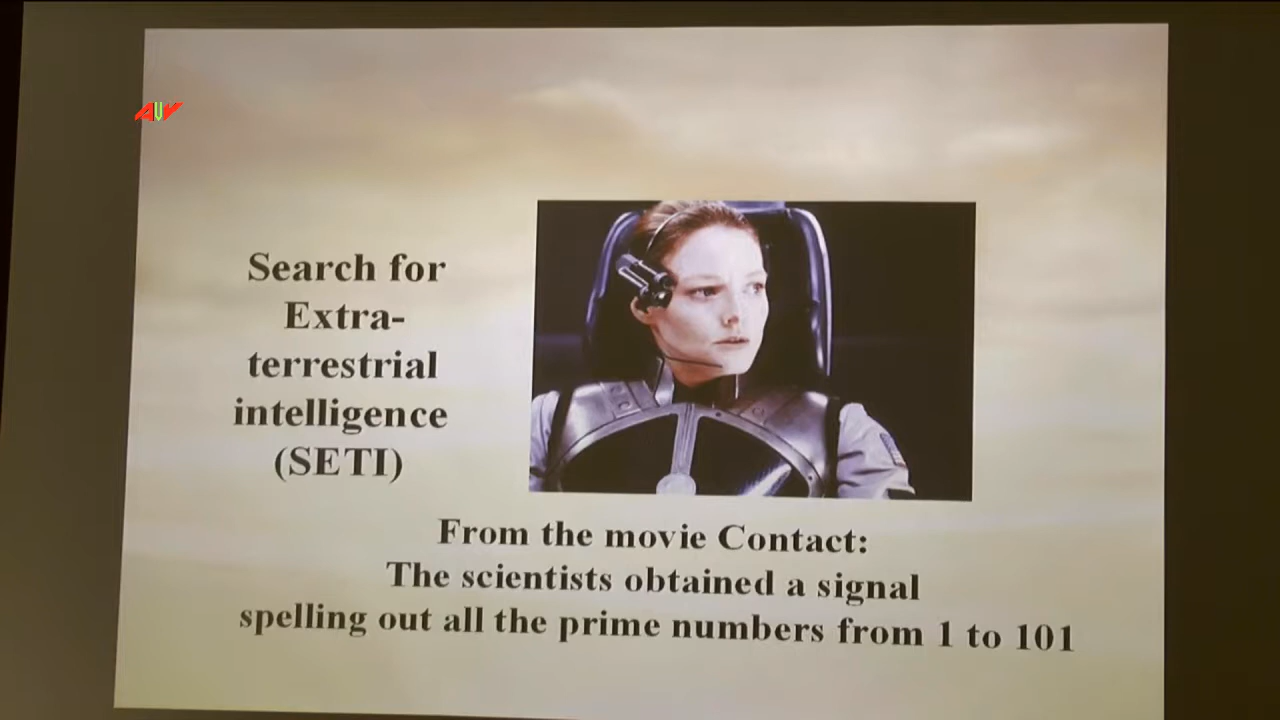 AUV
Search for
Extra-
terrestrial
intelligence
(SETI)
From the movie Contact:
The scientists obtained a signal
spelling out all the prime numbers from 1 to 101